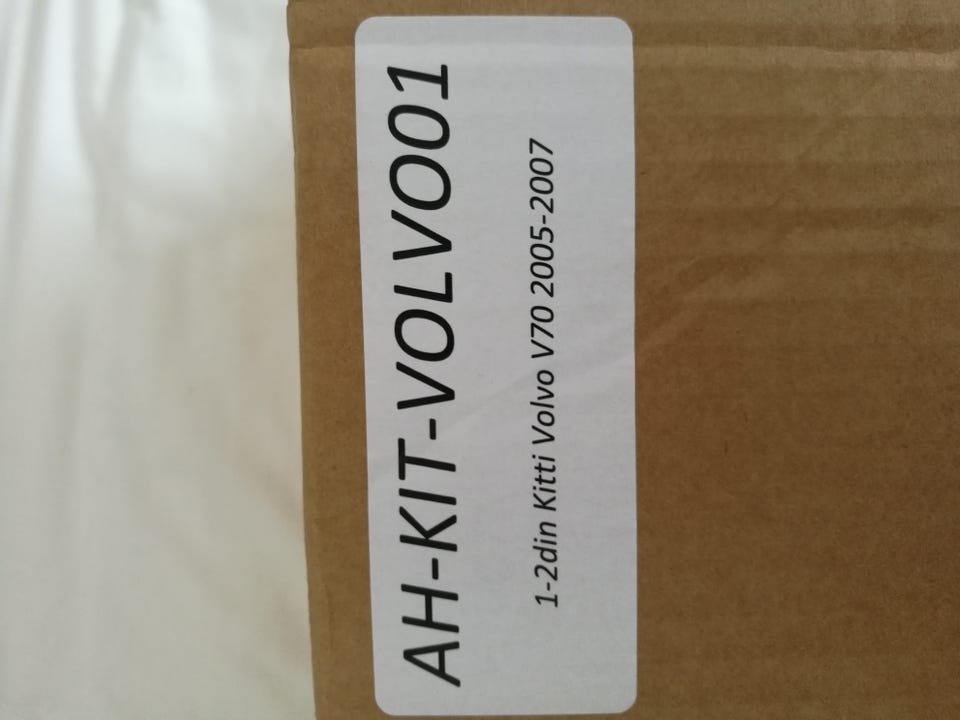 AH-KIT-VOLVO01
1-2din Kitti Volvo V70 2005-2007